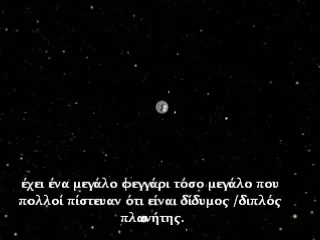 έχει ένα μεγάλο φεγγάρι τόσο μεγάλο που
πολλοί πίστευαν ότι είναι δίδυμος /διπλός
πλανήτης.